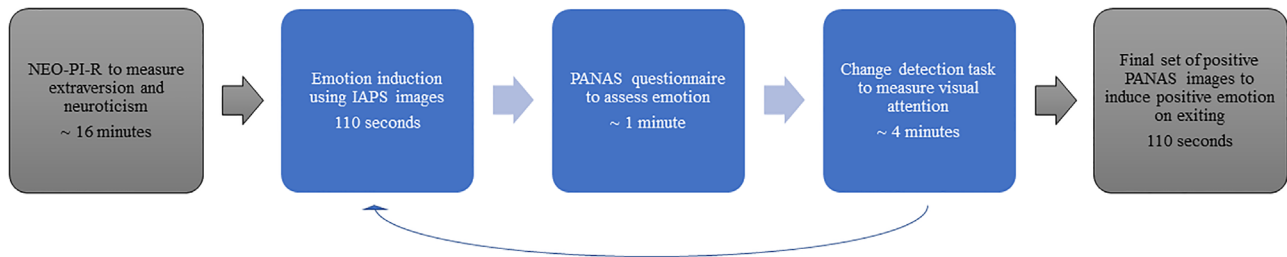 NEO-PI-R to measure
extraversion and
neuroticism
~ 16 minutes
Emotion induction
using IAPS images
110 seconds
PANAS questionnaire
to assess emotion
~ 1 minute
Change detection task
to measure visual
attention
~ 4 minutes
Final set of positive
PANAS images to
induce positive emotion
on exiting
110 seconds